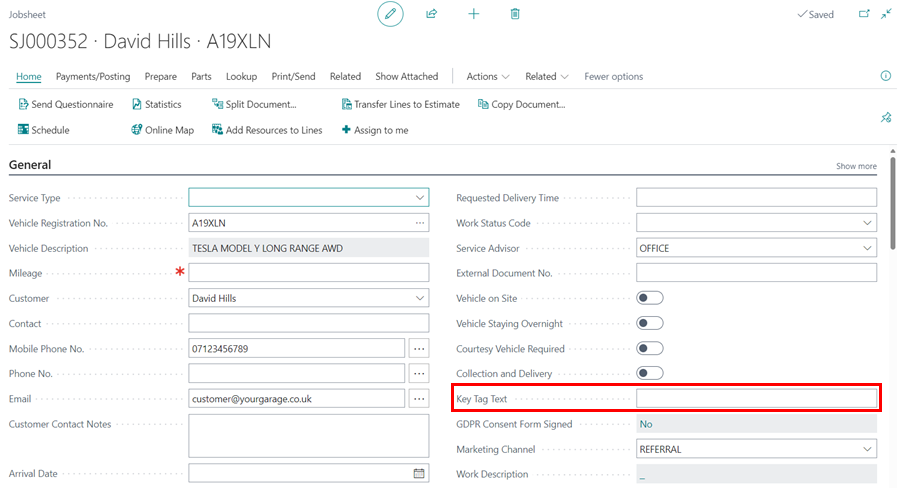 Jobsheet
Saved
SJ000352 · David Hills · A19XLN
Home Payments/Posting Prepare Parts Lookup Print/Send Related Show Attached Actions Related Fewer options
Send Questionnaire Statistics Split Document... Transfer Lines to Estimate Copy Document...
Schedule Online Map Add Resources to Lines Assign to me
General
Show more
Service Type
Vehicle Registration No. A19XLN
Vehicle Description TESLA MODEL Y LONG RANGE AWD
Mileage *
Customer David Hills
Contact
Mobile Phone No. 07123456789
Phone No.
Email customer@yourgarage.co.uk
Customer Contact Notes
Arrival Date
Requested Delivery Time
Work Status Code
Service Advisor OFFICE
External Document No.
Vehicle on Site
Vehicle Staying Overnight
Courtesy Vehicle Required
Collection and Delivery
Key Tag Text
GDPR Consent Form Signed No
Marketing Channel REFERRAL
Work Description _